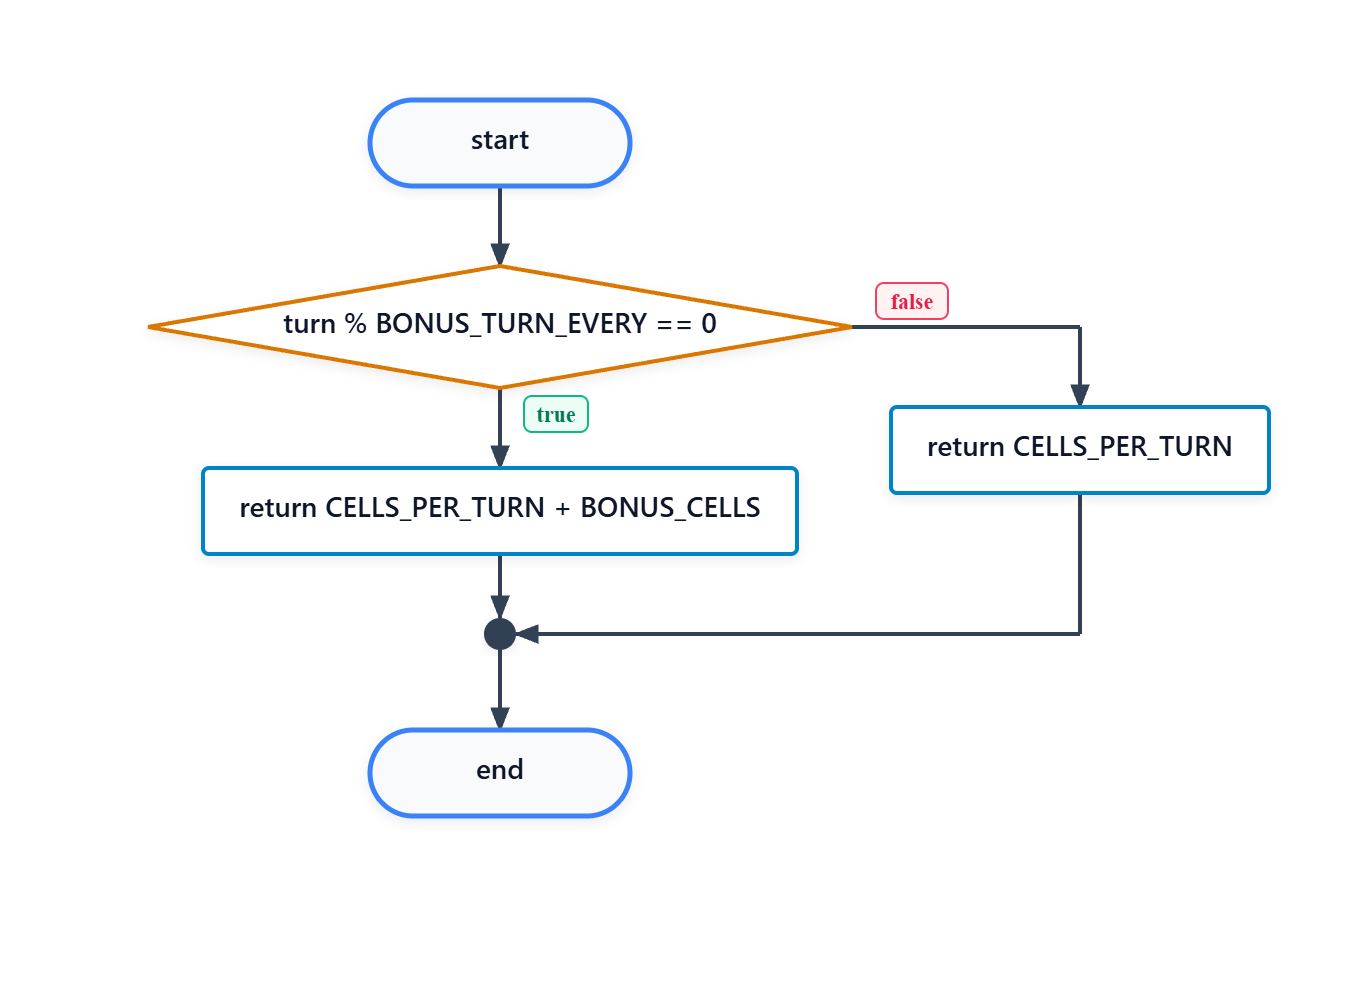 start
turn % BONUS_TURN_EVERY == 0
false
true
return CELLS_PER_TURN
return CELLS_PER_TURN + BONUS_CELLS
end